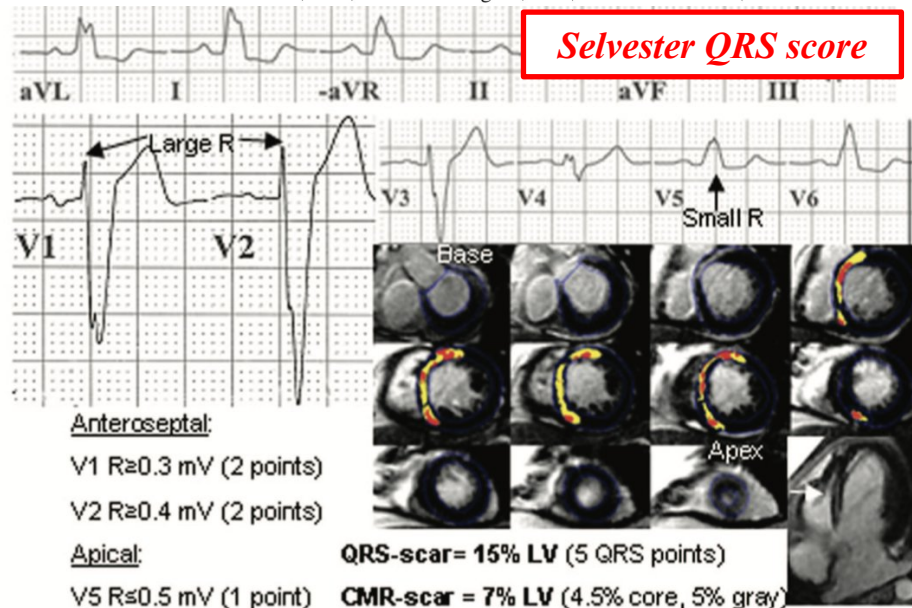 Selvester QRS score
aVL I -aVR II aVF III
Large R
V1 V2
V3 V4 V5 V6
Small R
Base
Apex
Anteroseptal:
V1 R≥0.3 mV (2 points)
V2 R≥0.4 mV (2 points)
Apical:
V5 R≤0.5 mV (1 point)
QRS-scar= 15% LV (5 QRS points)
CMR-scar = 7% LV (4.5% core, 5% gray)